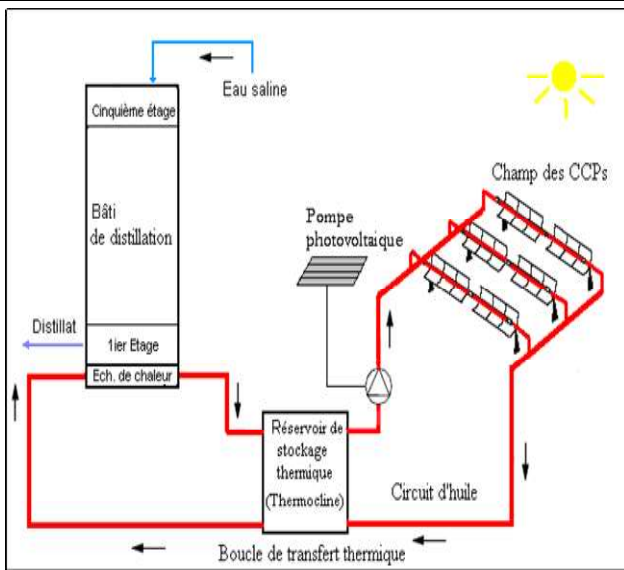 Eau saline
Cinquième étage
Bâti
de distillation
Distillat
1ier Etage
Ech. de chaleur
Champ des CCPs
Pompe
photovoltaique
Réservoir de
stockage
thermique
(Thermocline)
Circuit d'huile
Boucle de transfert thermique